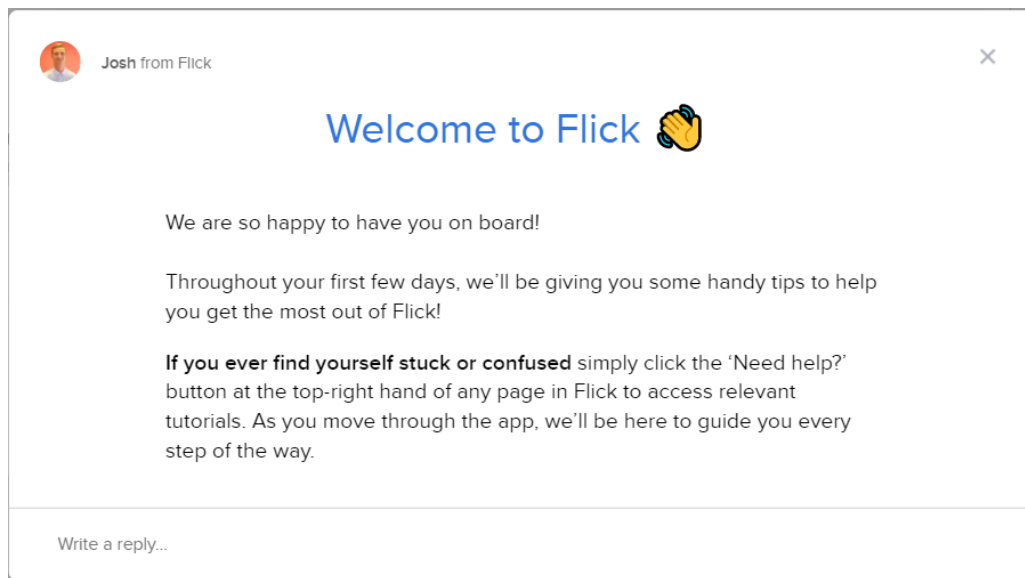 Josh from Flick
Welcome to Flick 👋
We are so happy to have you on board!
Throughout your first few days, we’ll be giving you some handy tips to help
you get the most out of Flick!
If you ever find yourself stuck or confused simply click the ‘Need help?’
button at the top-right hand of any page in Flick to access relevant
tutorials. As you move through the app, we’ll be here to guide you every
step of the way.
Write a reply...